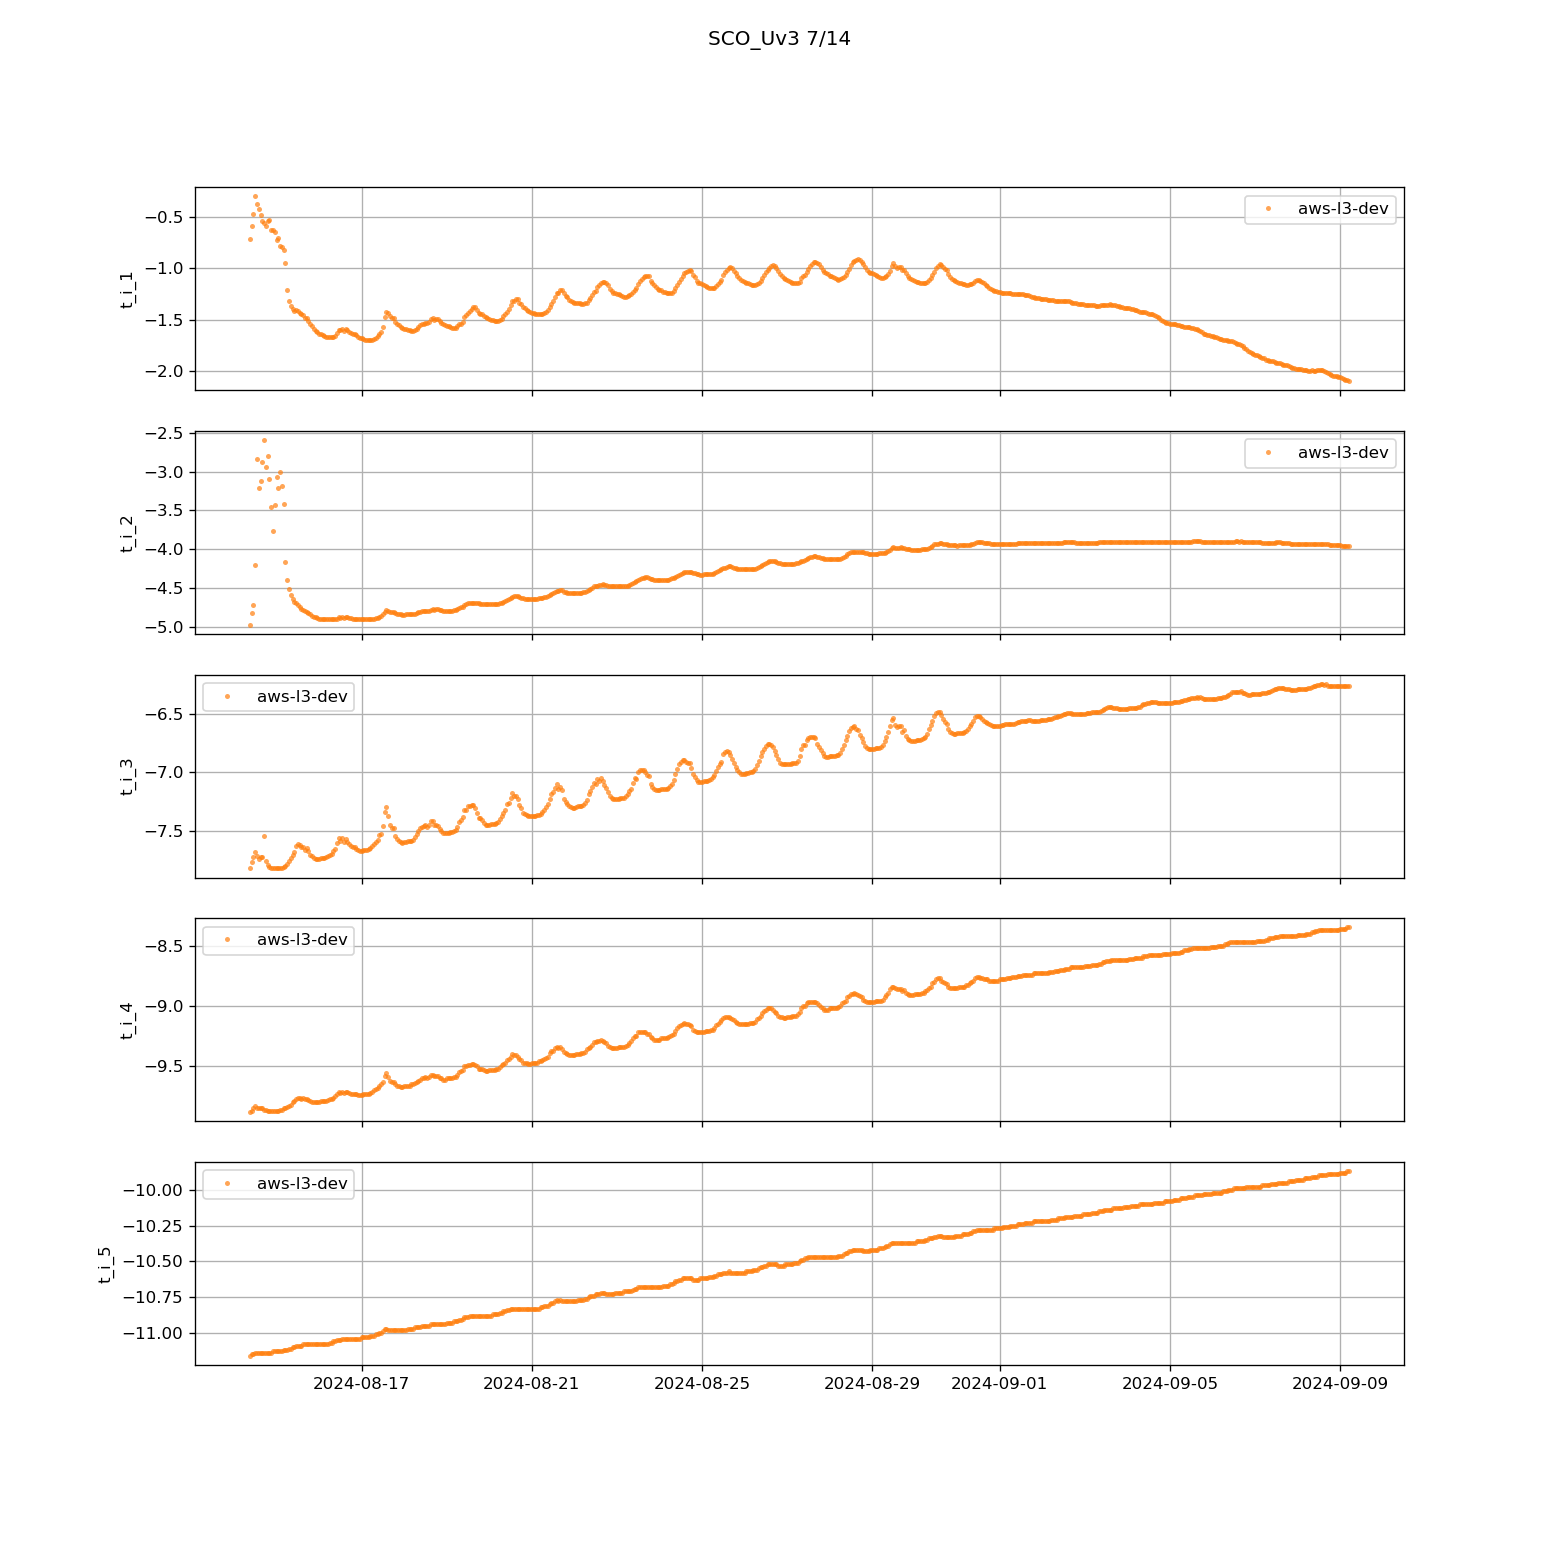 SCO_Uv3 7/14
t_i_1
−0.5
−1.0
−1.5
−2.0
aws-l3-dev
t_i_2
−2.5
−3.0
−3.5
−4.0
−4.5
−5.0
aws-l3-dev
t_i_3
−6.5
−7.0
−7.5
aws-l3-dev
t_i_4
−8.5
−9.0
−9.5
aws-l3-dev
t_i_5
−10.00
−10.25
−10.50
−10.75
−11.00
aws-l3-dev
2024-08-17 2024-08-21 2024-08-25 2024-08-29 2024-09-01 2024-09-05 2024-09-09